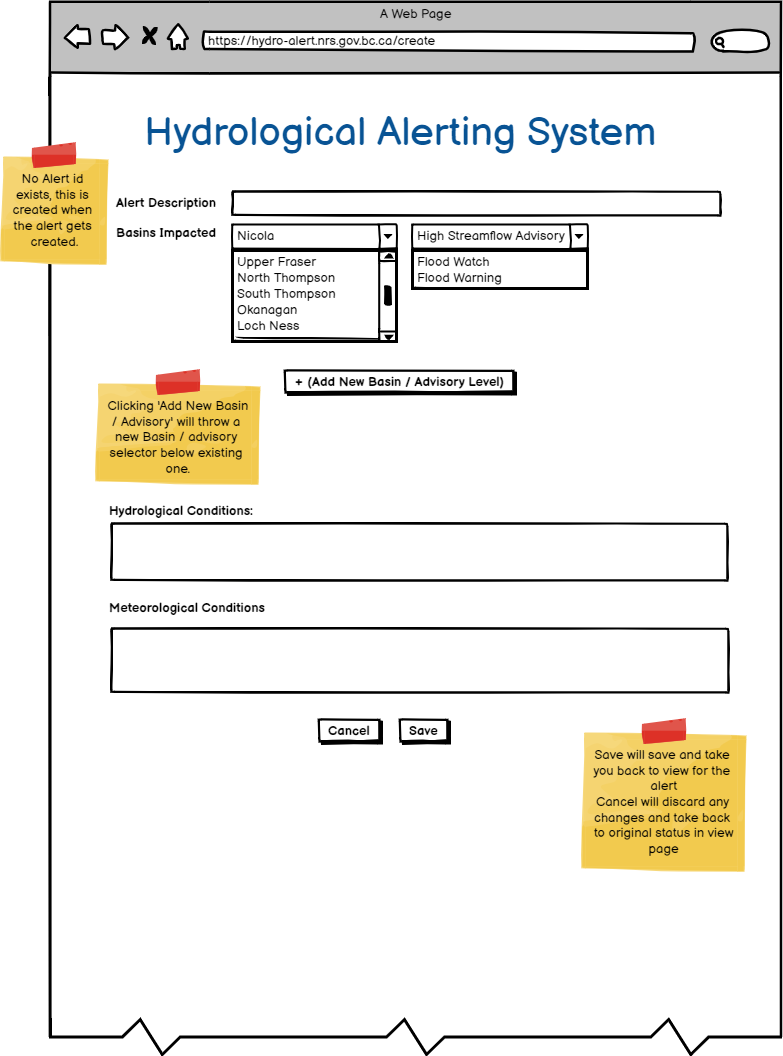 A Web Page
https://hydro-alert.nrs.gov.bc.ca/create
Hydrological Alerting System
No Alert id
exists, this is
created when
the alert gets
created.
Alert Description
Basins Impacted
Nicola
High Streamflow Advisory
Upper Fraser
North Thompson
South Thompson
Okanagan
Loch Ness
Flood Watch
Flood Warning
+ (Add New Basin / Advisory Level)
Clicking 'Add New Basin
/ Advisory' will throw a
new Basin / advisory
selector below existing
one.
Hydrological Conditions:
Meteorological Conditions
Cancel
Save
Save will save and take
you back to view for the
alert
Cancel will discard any
changes and take back
to original status in view
page